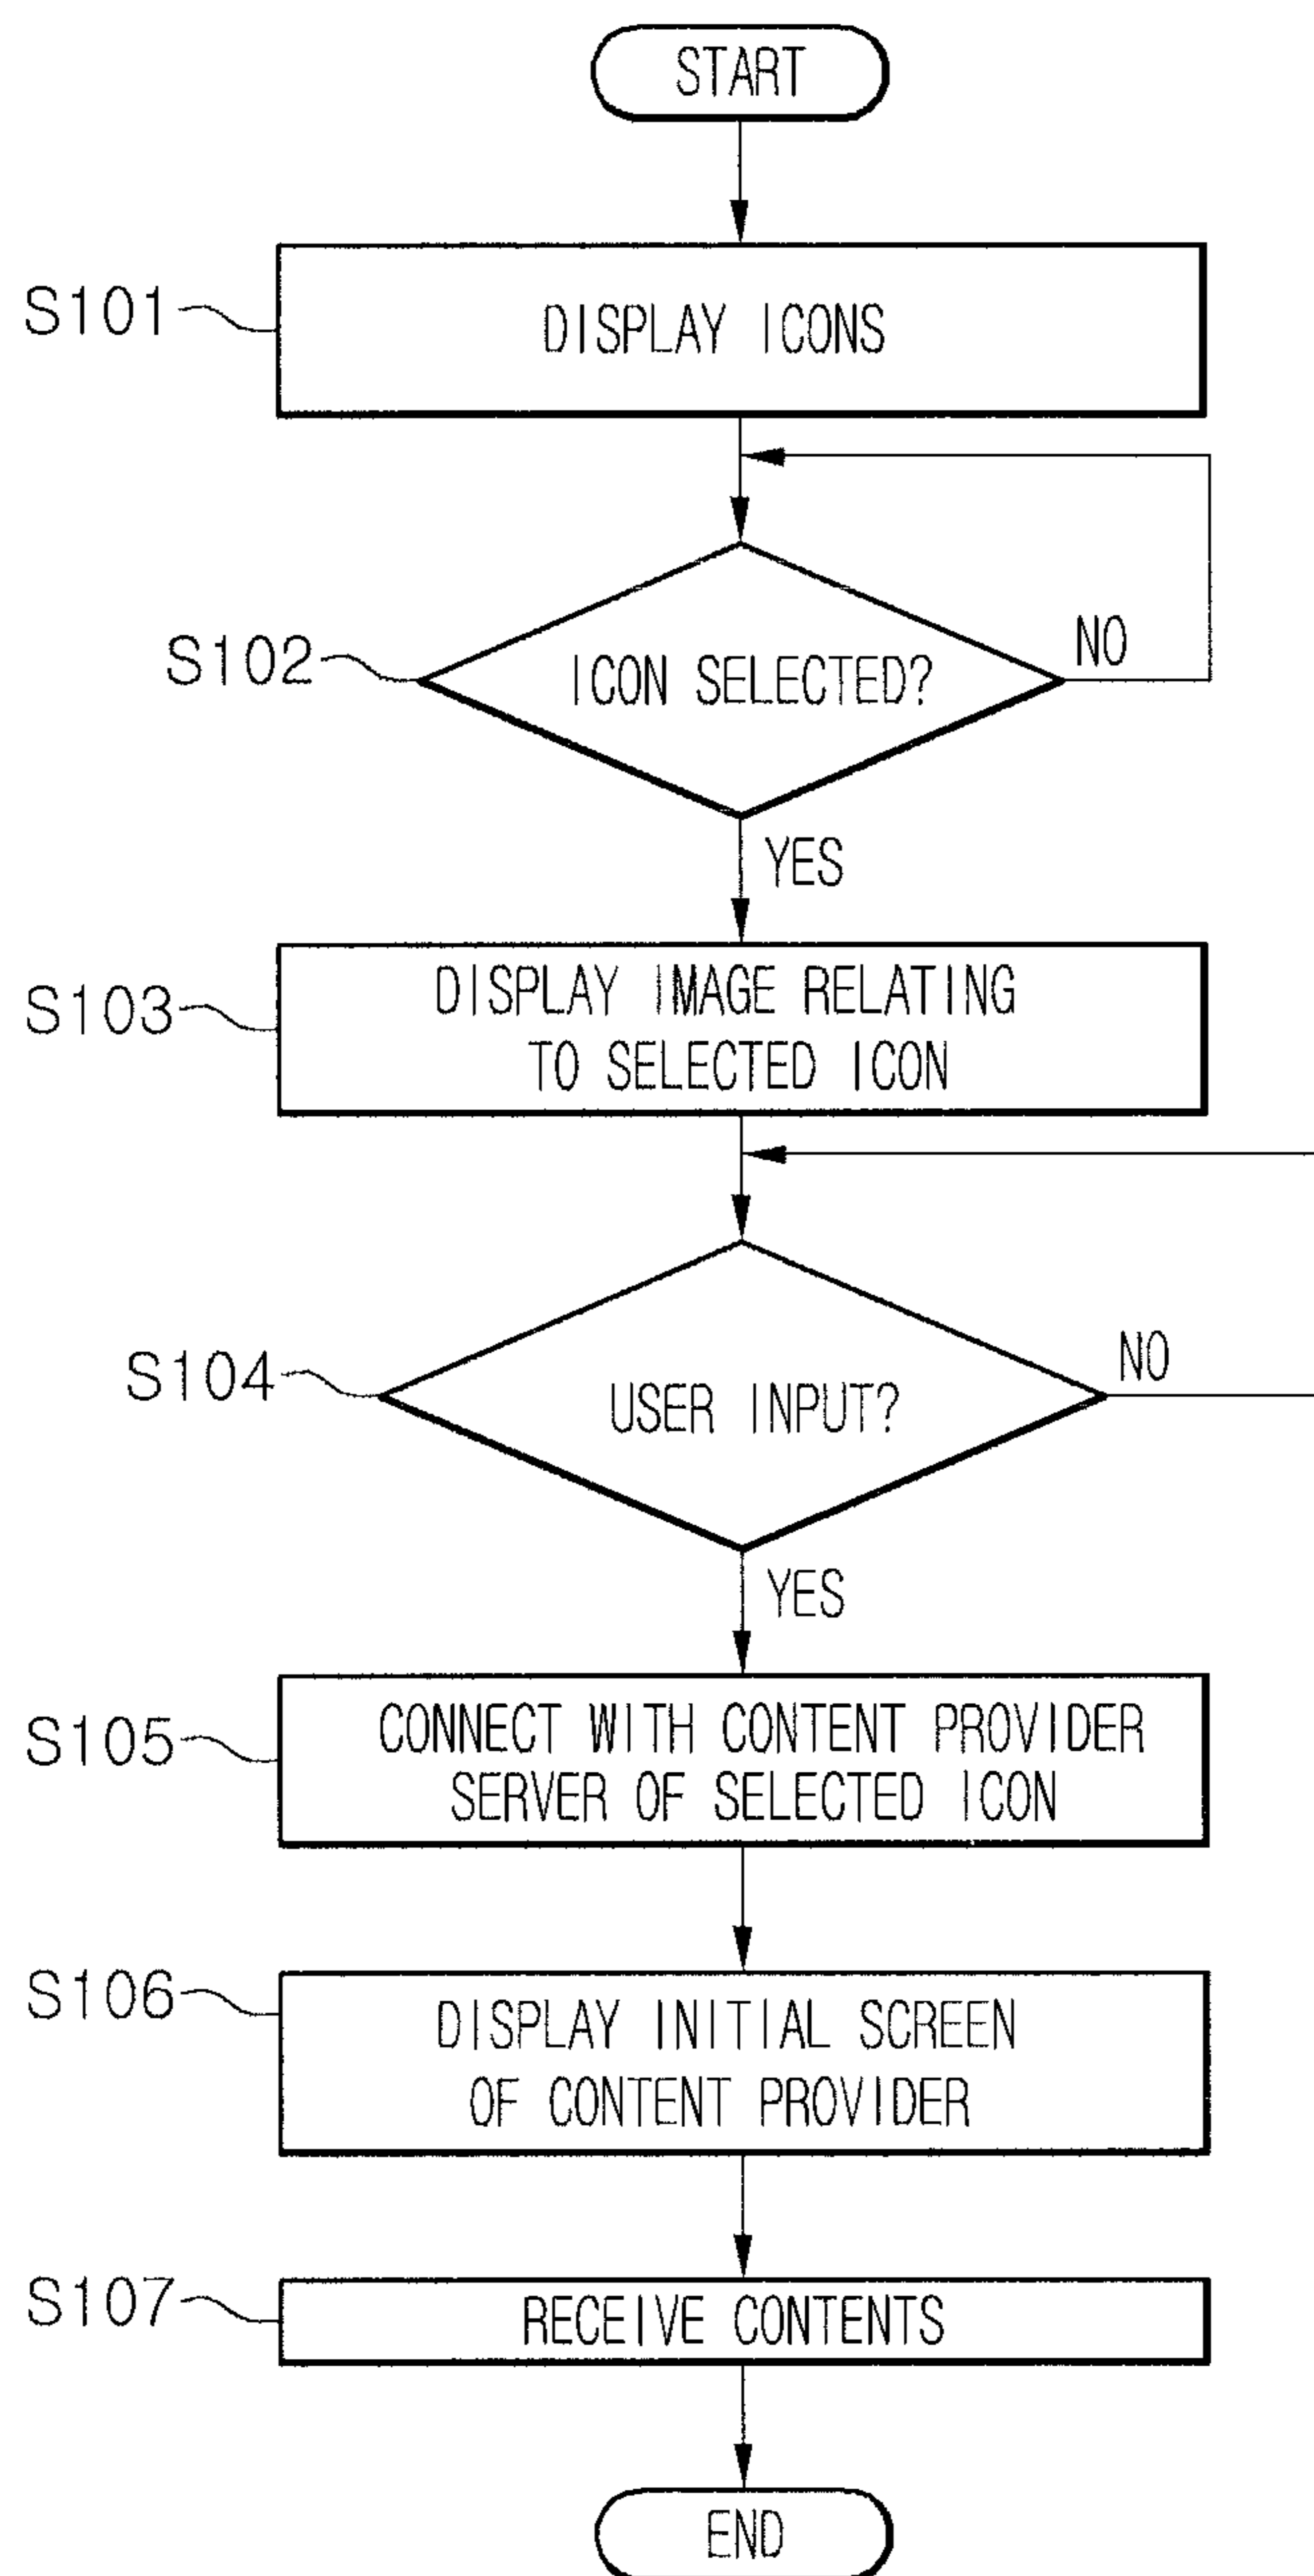 START
S101
DISPLAY ICONS
S102
ICON SELECTED?
NO
YES
S103
DISPLAY IMAGE RELATING
TO SELECTED ICON
S104
USER INPUT?
NO
YES
S105
CONNECT WITH CONTENT PROVIDER
SERVER OF SELECTED ICON
S106
DISPLAY INITIAL SCREEN
OF CONTENT PROVIDER
S107
RECEIVE CONTENTS
END